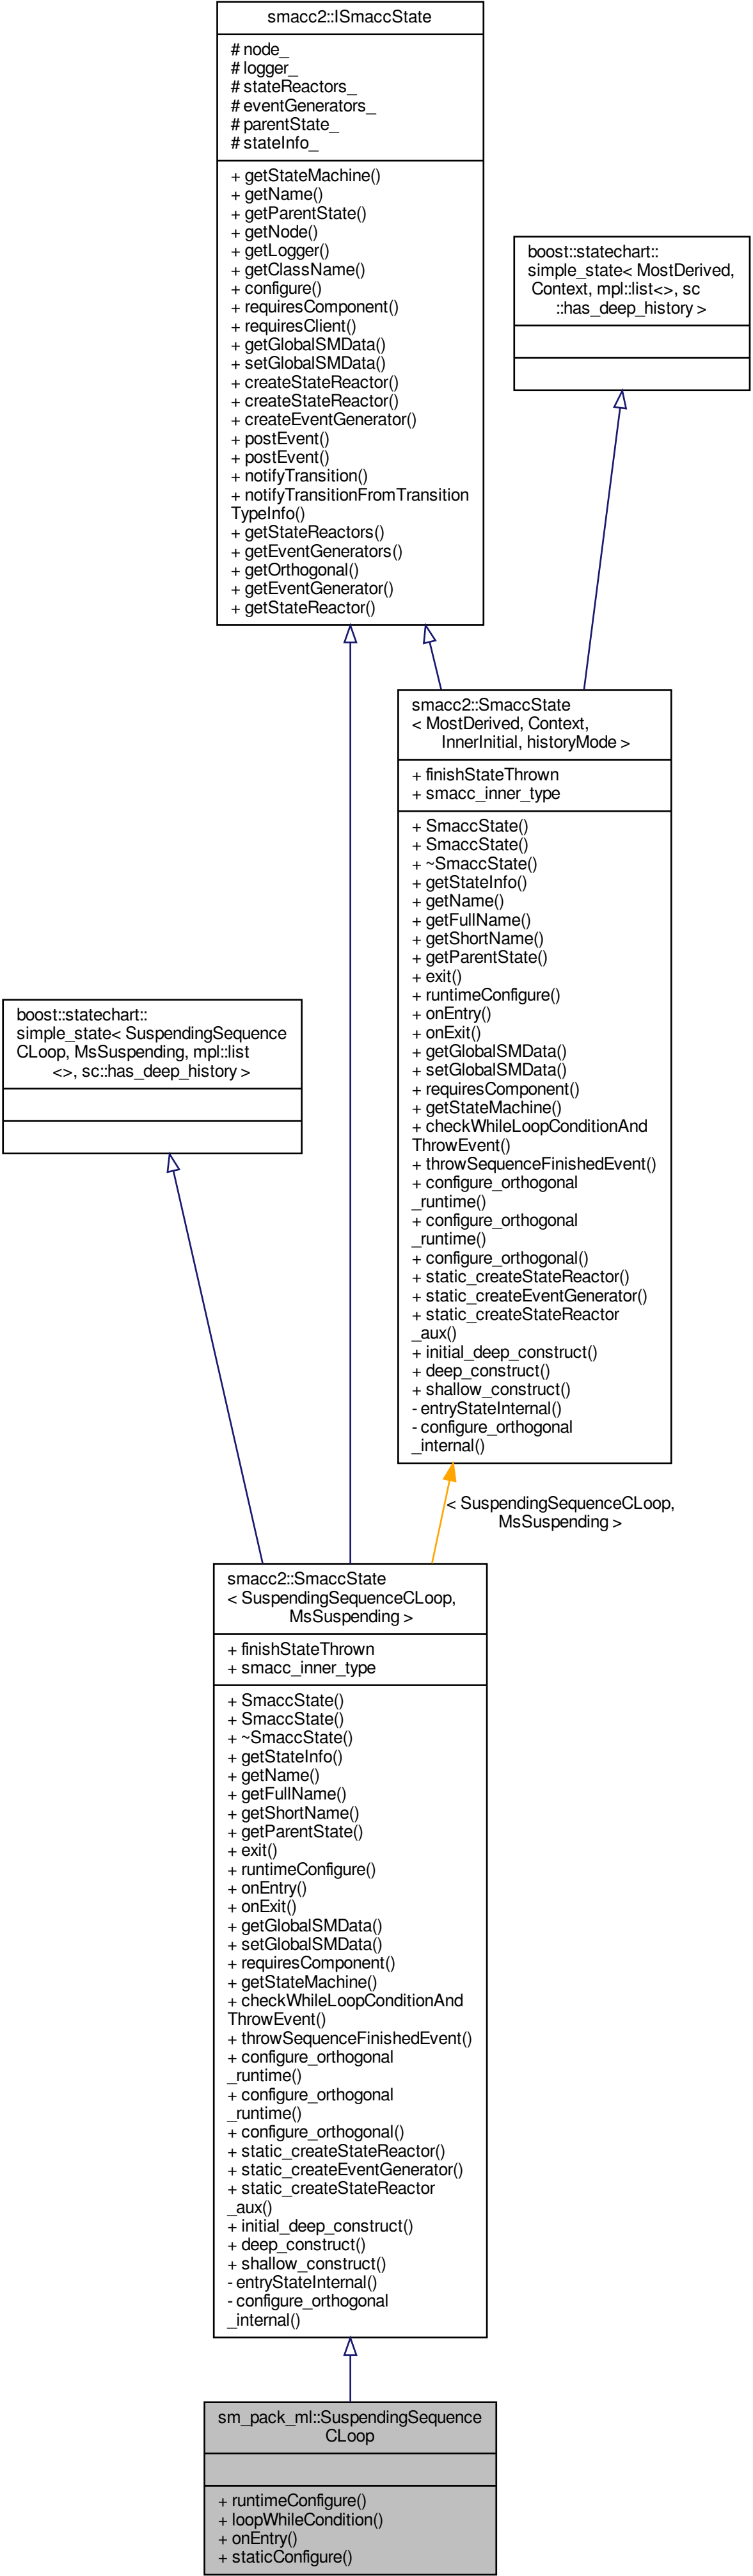 smacc2::ISmaccState
# node_
# logger_
# stateReactors_
# eventGenerators_
# parentState_
# stateInfo_
+ getStateMachine()
+ getName()
+ getParentState()
+ getNode()
+ getLogger()
+ getClassName()
+ configure()
+ requiresComponent()
+ requiresClient()
+ getGlobalSMData()
+ setGlobalSMData()
+ createStateReactor()
+ createStateReactor()
+ createEventGenerator()
+ postEvent()
+ postEvent()
+ notifyTransition()
+ notifyTransitionFromTransition
TypeInfo()
+ getStateReactors()
+ getEventGenerators()
+ getOrthogonal()
+ getEventGenerator()
+ getStateReactor()
boost::statechart::
simple_state< MostDerived,
Context, mpl::list<>, sc
::has_deep_history >
smacc2::SmaccState
< MostDerived, Context,
InnerInitial, historyMode >
+ finishStateThrown
+ smacc_inner_type
+ SmaccState()
+ SmaccState()
+ ~SmaccState()
+ getStateInfo()
+ getName()
+ getFullName()
+ getShortName()
+ getParentState()
+ exit()
+ runtimeConfigure()
+ onEntry()
+ onExit()
+ getGlobalSMData()
+ setGlobalSMData()
+ requiresComponent()
+ getStateMachine()
+ checkWhileLoopConditionAnd
ThrowEvent()
+ throwSequenceFinishedEvent()
+ configure_orthogonal
_runtime()
+ configure_orthogonal
_runtime()
+ configure_orthogonal()
+ static_createStateReactor()
+ static_createEventGenerator()
+ static_createStateReactor
_aux()
+ initial_deep_construct()
+ deep_construct()
+ shallow_construct()
- entryStateInternal()
- configure_orthogonal
_internal()
boost::statechart::
simple_state< SuspendingSequence
CLoop, MsSuspending, mpl::list
<>, sc::has_deep_history >
< SuspendingSequenceCLoop,
MsSuspending >
smacc2::SmaccState
< SuspendingSequenceCLoop,
MsSuspending >
+ finishStateThrown
+ smacc_inner_type
+ SmaccState()
+ SmaccState()
+ ~SmaccState()
+ getStateInfo()
+ getName()
+ getFullName()
+ getShortName()
+ getParentState()
+ exit()
+ runtimeConfigure()
+ onEntry()
+ onExit()
+ getGlobalSMData()
+ setGlobalSMData()
+ requiresComponent()
+ getStateMachine()
+ checkWhileLoopConditionAnd
ThrowEvent()
+ throwSequenceFinishedEvent()
+ configure_orthogonal
_runtime()
+ configure_orthogonal
_runtime()
+ configure_orthogonal()
+ static_createStateReactor()
+ static_createEventGenerator()
+ static_createStateReactor
_aux()
+ initial_deep_construct()
+ deep_construct()
+ shallow_construct()
- entryStateInternal()
- configure_orthogonal
_internal()
sm_pack_ml::SuspendingSequence
CLoop
+ runtimeConfigure()
+ loopWhileCondition()
+ onEntry()
+ staticConfigure()